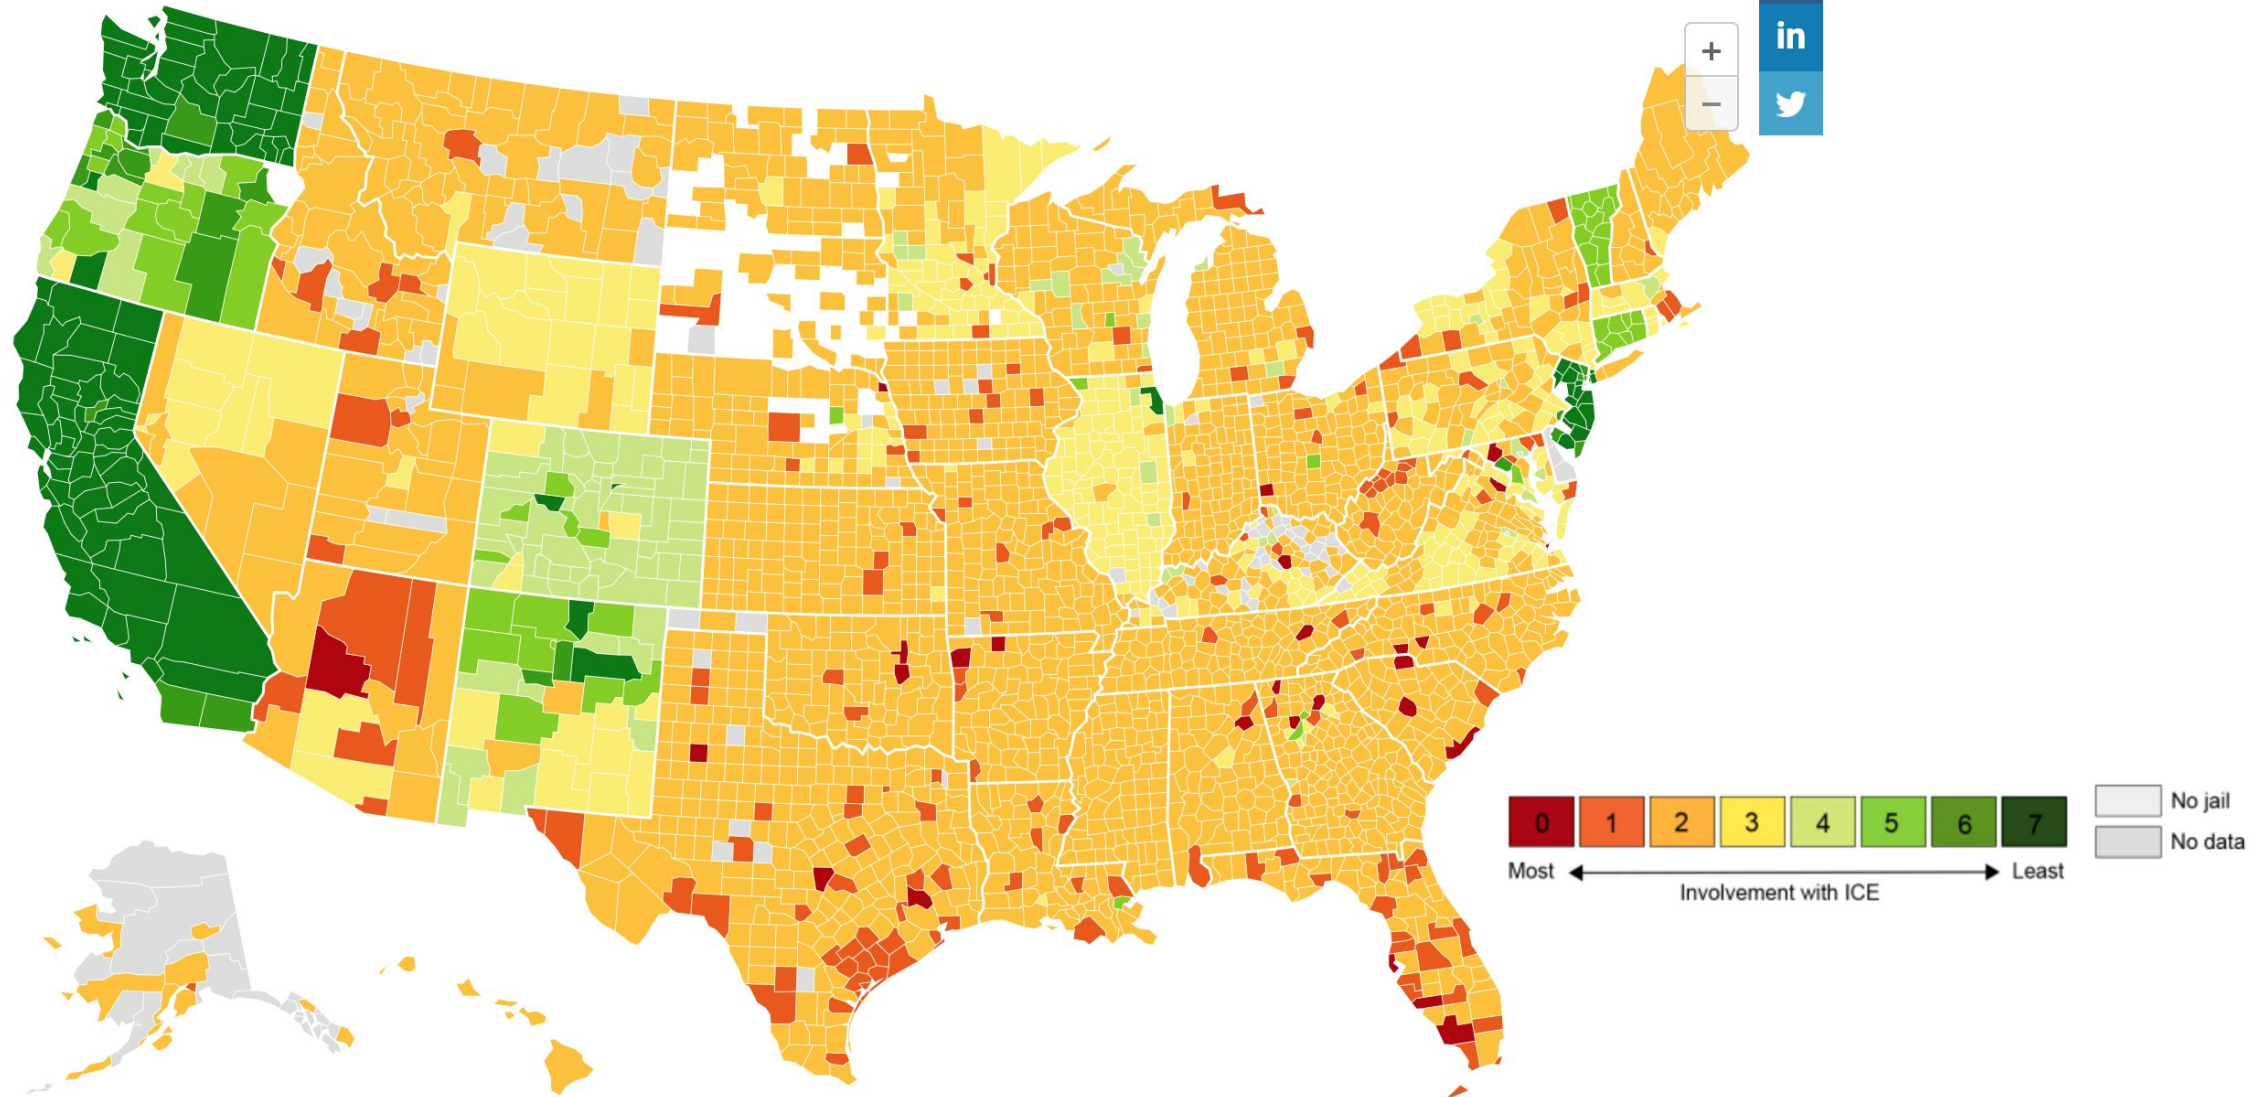 +
in
−
0 1 2 3 4 5 6 7
No jail
No data
Most Least
Involvement with ICE